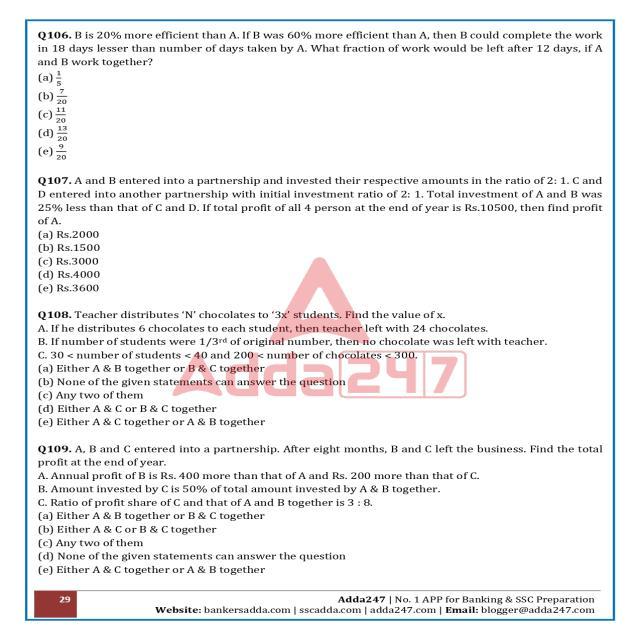 Q106. B is 20% more efficient than A. If B was 60% more efficient than A, then B could complete the work
in 18 days lesser than number of days taken by A. What fraction of work would be left after 12 days, if A
and B work together?
(a) 1/5
(b) 7/20
(c) 11/20
(d) 13/20
(e) 9/20
Q107. A and B entered into a partnership and invested their respective amounts in the ratio of 2: 1. C and
D entered into another partnership with initial investment ratio of 2: 1. Total investment of A and B was
25% less than that of C and D. If total profit of all 4 person at the end of year is Rs.10500, then find profit
of A.
(a) Rs.2000
(b) Rs.1500
(c) Rs.3000
(d) Rs.4000
(e) Rs.3600
Q108. Teacher distributes ‘N’ chocolates to ‘3x’ students. Find the value of x.
A. If he distributes 6 chocolates to each student, then teacher left with 24 chocolates.
B. If number of students were 1/3rd of original number, then no chocolate was left with teacher.
C. 30 < number of students < 40 and 200 < number of chocolates < 300.
(a) Either A & B together or B & C together
(b) None of the given statements can answer the question
(c) Any two of them
(d) Either A & C or B & C together
(e) Either A & C together or A & B together
Adda247
Q109. A, B and C entered into a partnership. After eight months, B and C left the business. Find the total
profit at the end of year.
A. Annual profit of B is Rs. 400 more than that of A and Rs. 200 more than that of C.
B. Amount invested by C is 50% of total amount invested by A & B together.
C. Ratio of profit share of C and that of A and B together is 3 : 8.
(a) Either A & B together or B & C together
(b) Either A & C or B & C together
(c) Any two of them
(d) None of the given statements can answer the question
(e) Either A & C together or A & B together
29
Adda247 | No. 1 APP for Banking & SSC Preparation
Website: bankersadda.com | sscadda.com | adda247.com | Email: blogger@adda247.com